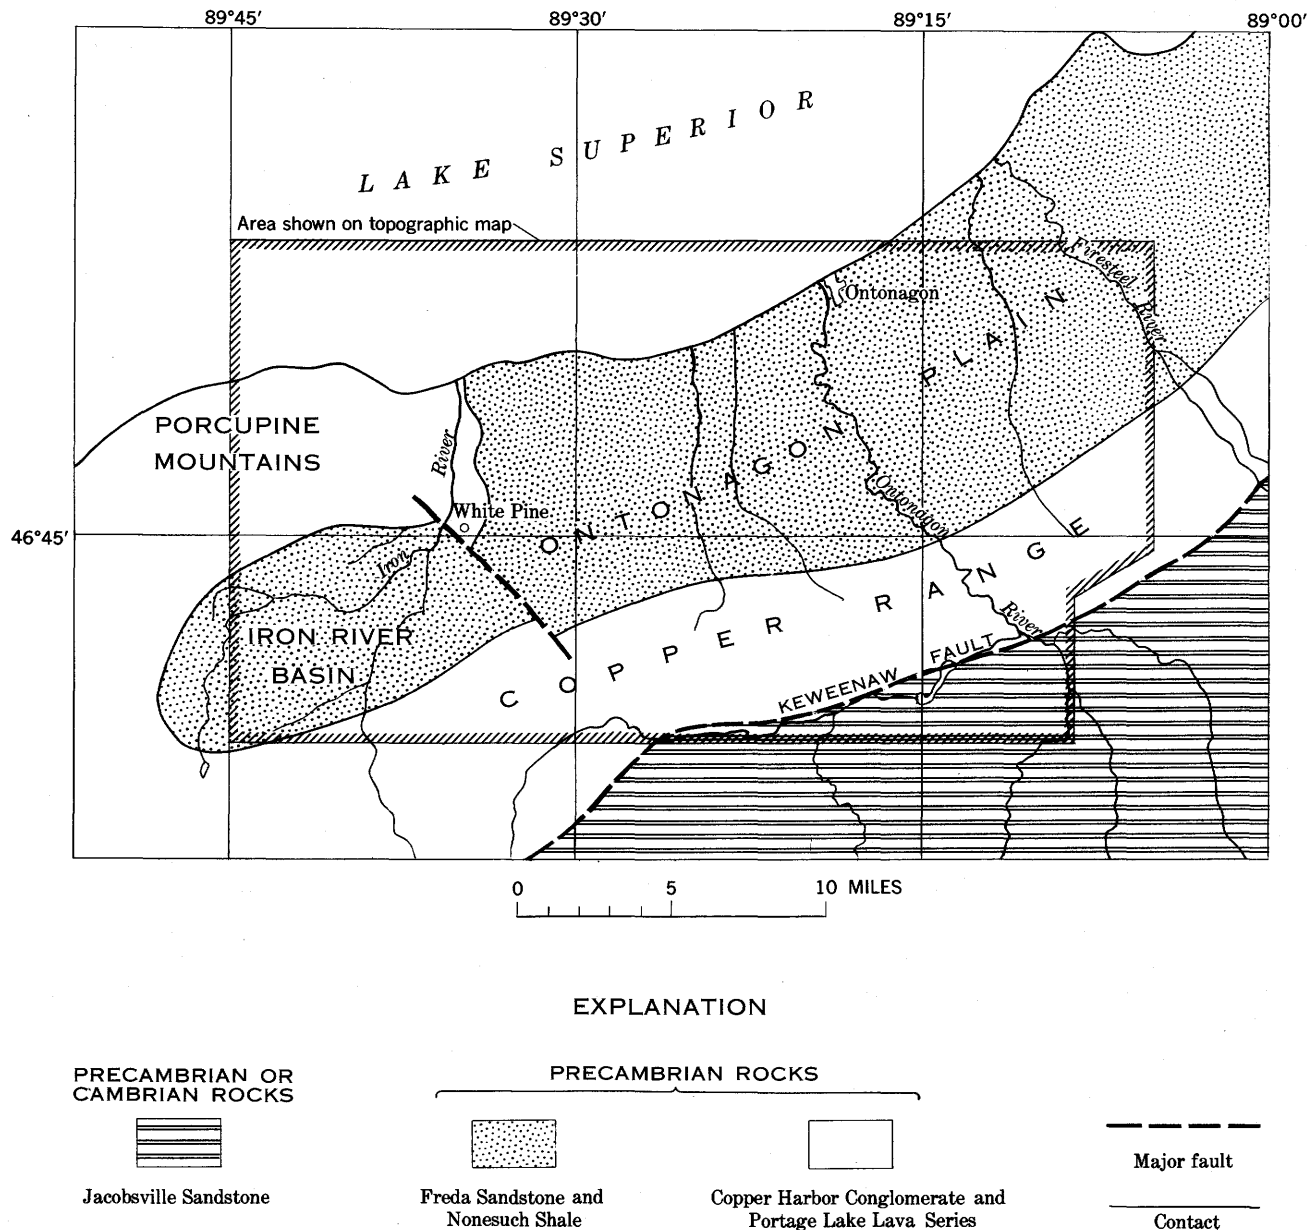 89°45′ 89°30′ 89°15′ 89°00′
LAKE SUPERIOR
Area shown on topographic map
Firesteel River
Ontonagon
PORCUPINE
MOUNTAINS
River
ONTONAGON PLAIN
Ontonagon
White Pine
46°45′
Iron
COPPER RANGE
River
IRON RIVER
BASIN
KEWEENAW FAULT
0 5 10 MILES
EXPLANATION
PRECAMBRIAN OR
CAMBRIAN ROCKS
PRECAMBRIAN ROCKS
Major fault
Jacobsville Sandstone
Freda Sandstone and
Nonesuch Shale
Copper Harbor Conglomerate and
Portage Lake Lava Series
Contact